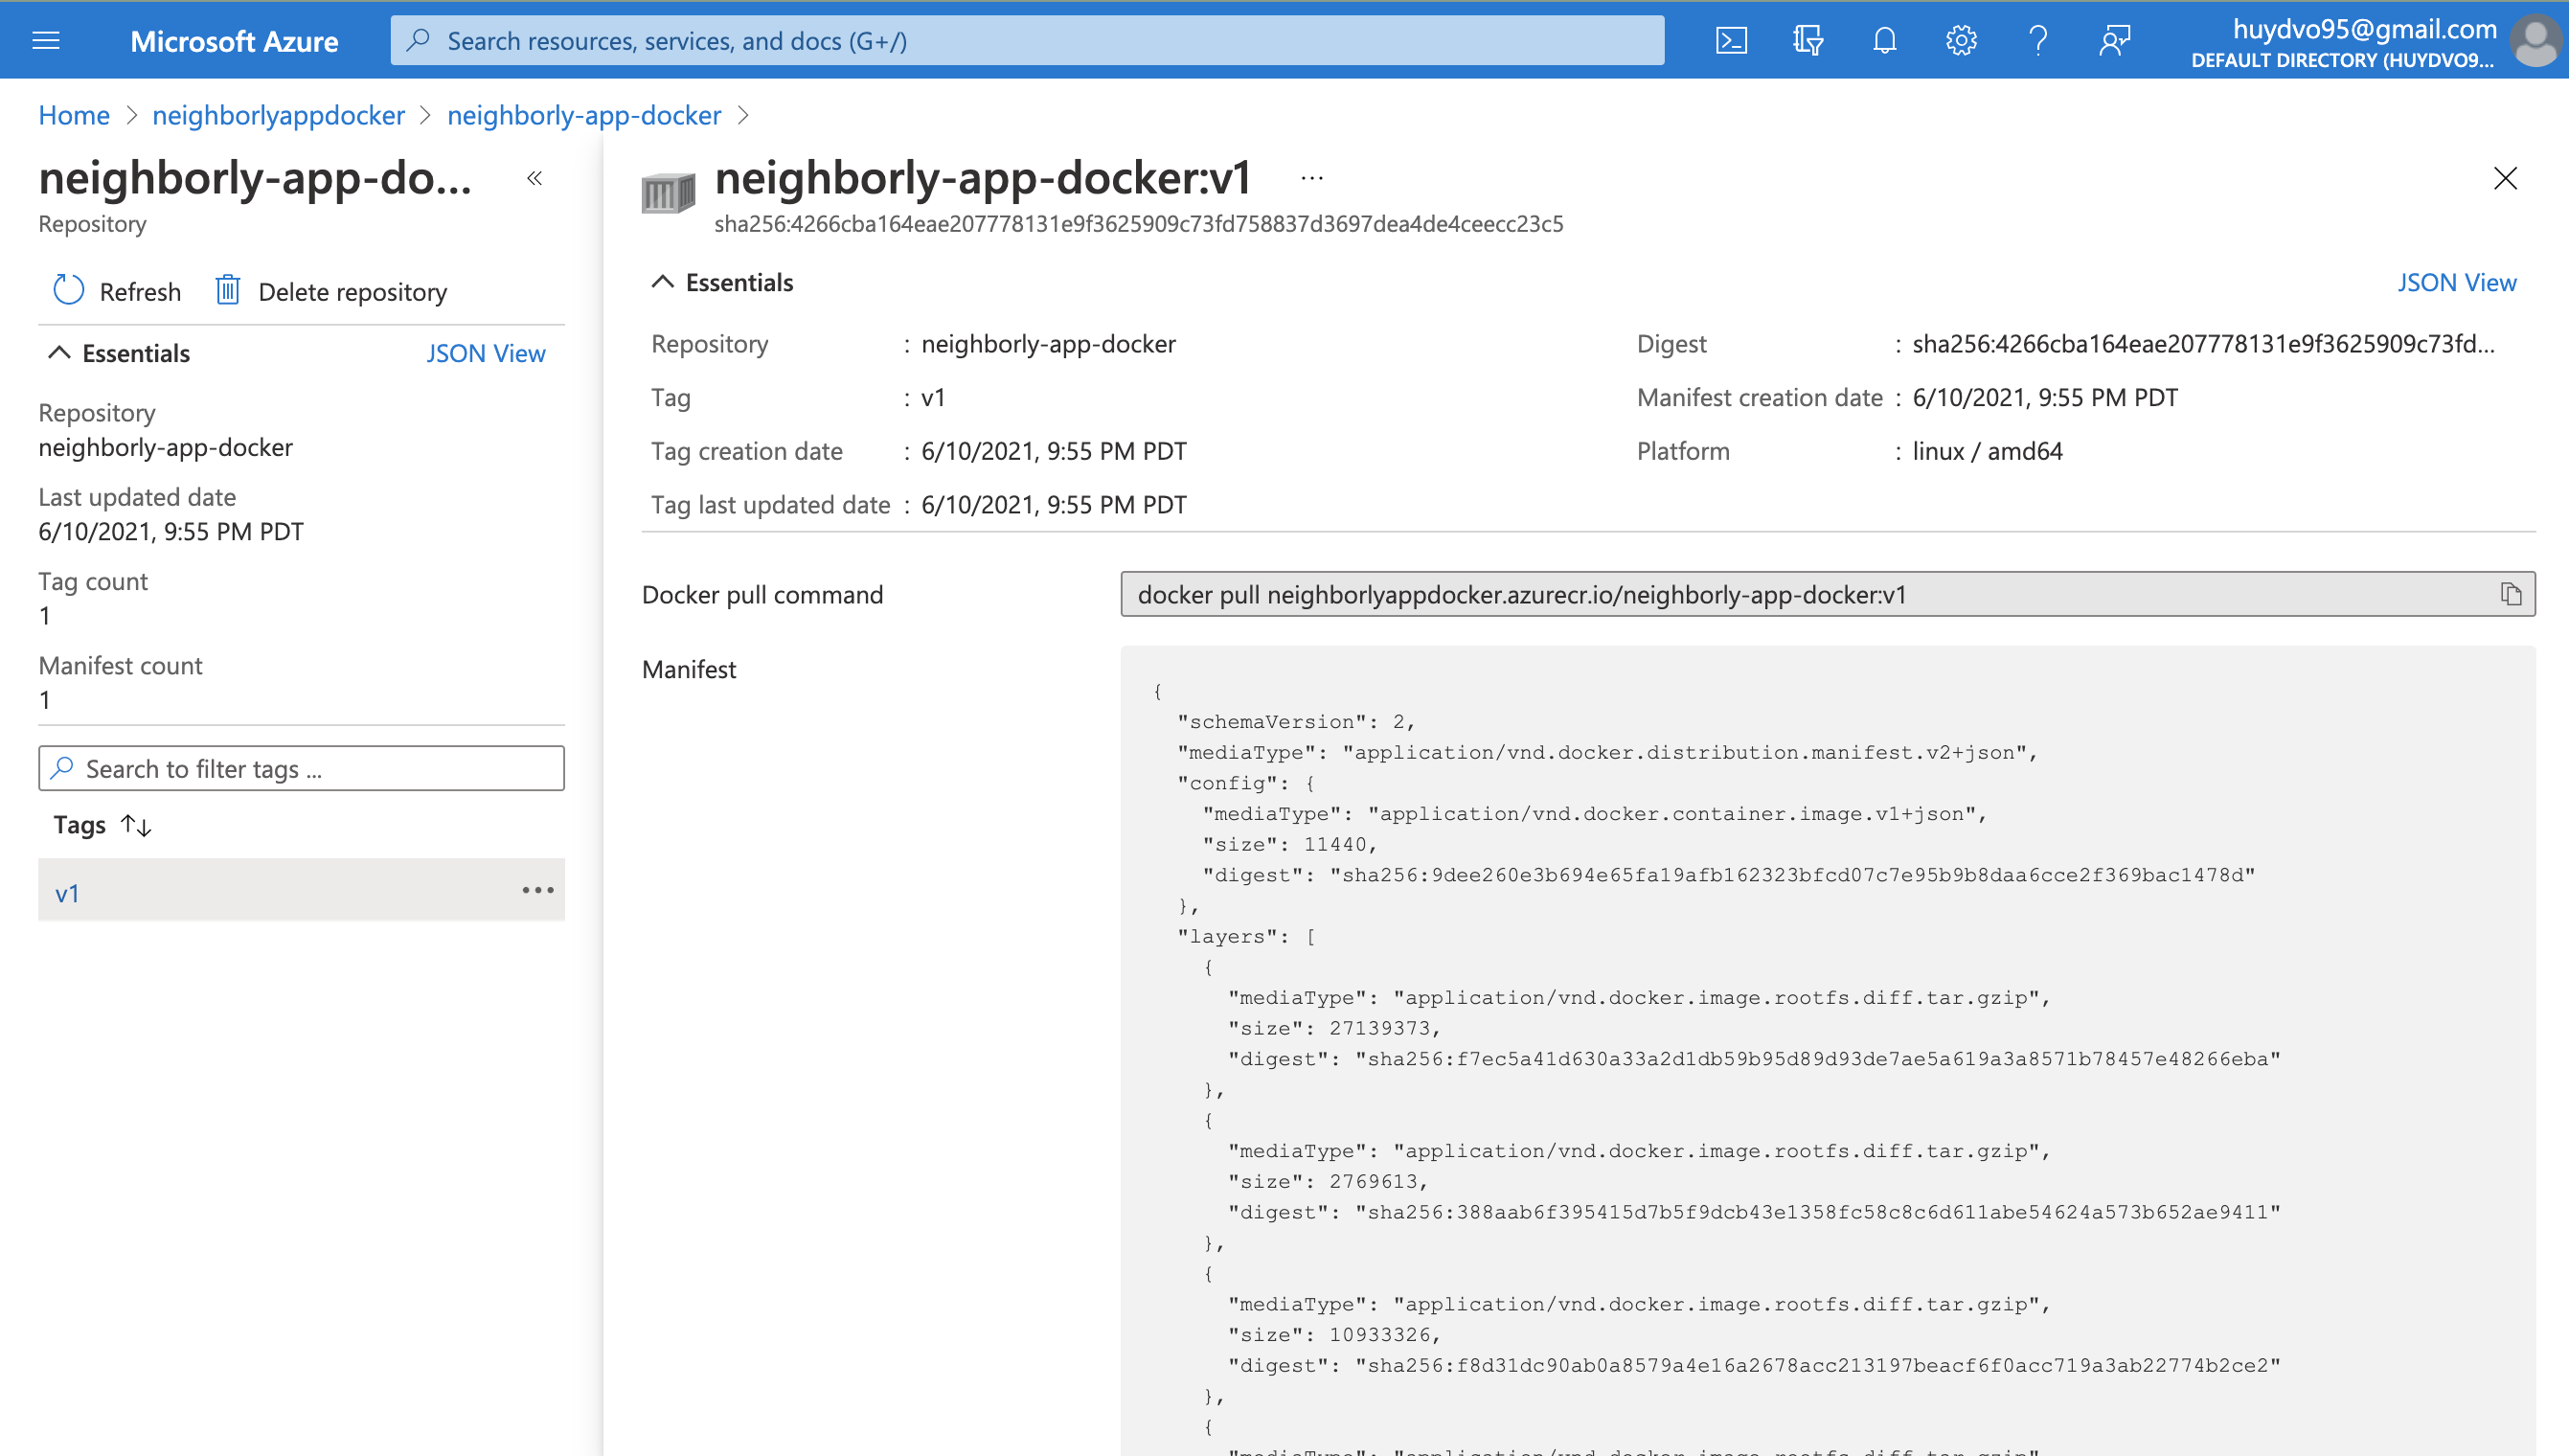 Microsoft Azure
Search resources, services, and docs (G+/)
huydvo95@gmail.com
DEFAULT DIRECTORY (HUYDVO9...
Home > neighborlyappdocker > neighborly-app-docker >
neighborly-app-do...
«
Repository
Refresh
Delete repository
Essentials
JSON View
Repository
neighborly-app-docker
Last updated date
6/10/2021, 9:55 PM PDT
Tag count
1
Manifest count
1
Search to filter tags ...
Tags
v1
neighborly-app-docker:v1
sha256:4266cba164eae207778131e9f3625909c73fd758837d3697dea4de4ceecc23c5
Essentials
JSON View
Repository : neighborly-app-docker
Tag : v1
Tag creation date : 6/10/2021, 9:55 PM PDT
Tag last updated date : 6/10/2021, 9:55 PM PDT
Digest : sha256:4266cba164eae207778131e9f3625909c73fd...
Manifest creation date : 6/10/2021, 9:55 PM PDT
Platform : linux / amd64
Docker pull command
docker pull neighborlyappdocker.azurecr.io/neighborly-app-docker:v1
Manifest
{
"schemaVersion": 2,
"mediaType": "application/vnd.docker.distribution.manifest.v2+json",
"config": {
"mediaType": "application/vnd.docker.container.image.v1+json",
"size": 11440,
"digest": "sha256:9dee260e3b694e65fa19afb162323bfcd07c7e95b9b8daa6cce2f369bac1478d"
},
"layers": [
{
"mediaType": "application/vnd.docker.image.rootfs.diff.tar.gzip",
"size": 27139373,
"digest": "sha256:f7ec5a41d630a33a2d1db59b95d89d93de7ae5a619a3a8571b78457e48266eba"
},
{
"mediaType": "application/vnd.docker.image.rootfs.diff.tar.gzip",
"size": 2769613,
"digest": "sha256:388aab6f395415d7b5f9dcb43e1358fc58c8c6d611abe54624a573b652ae9411"
},
{
"mediaType": "application/vnd.docker.image.rootfs.diff.tar.gzip",
"size": 10933326,
"digest": "sha256:f8d31dc90ab0a8579a4e16a2678acc213197beacf6f0acc719a3ab22774b2ce2"
},
{